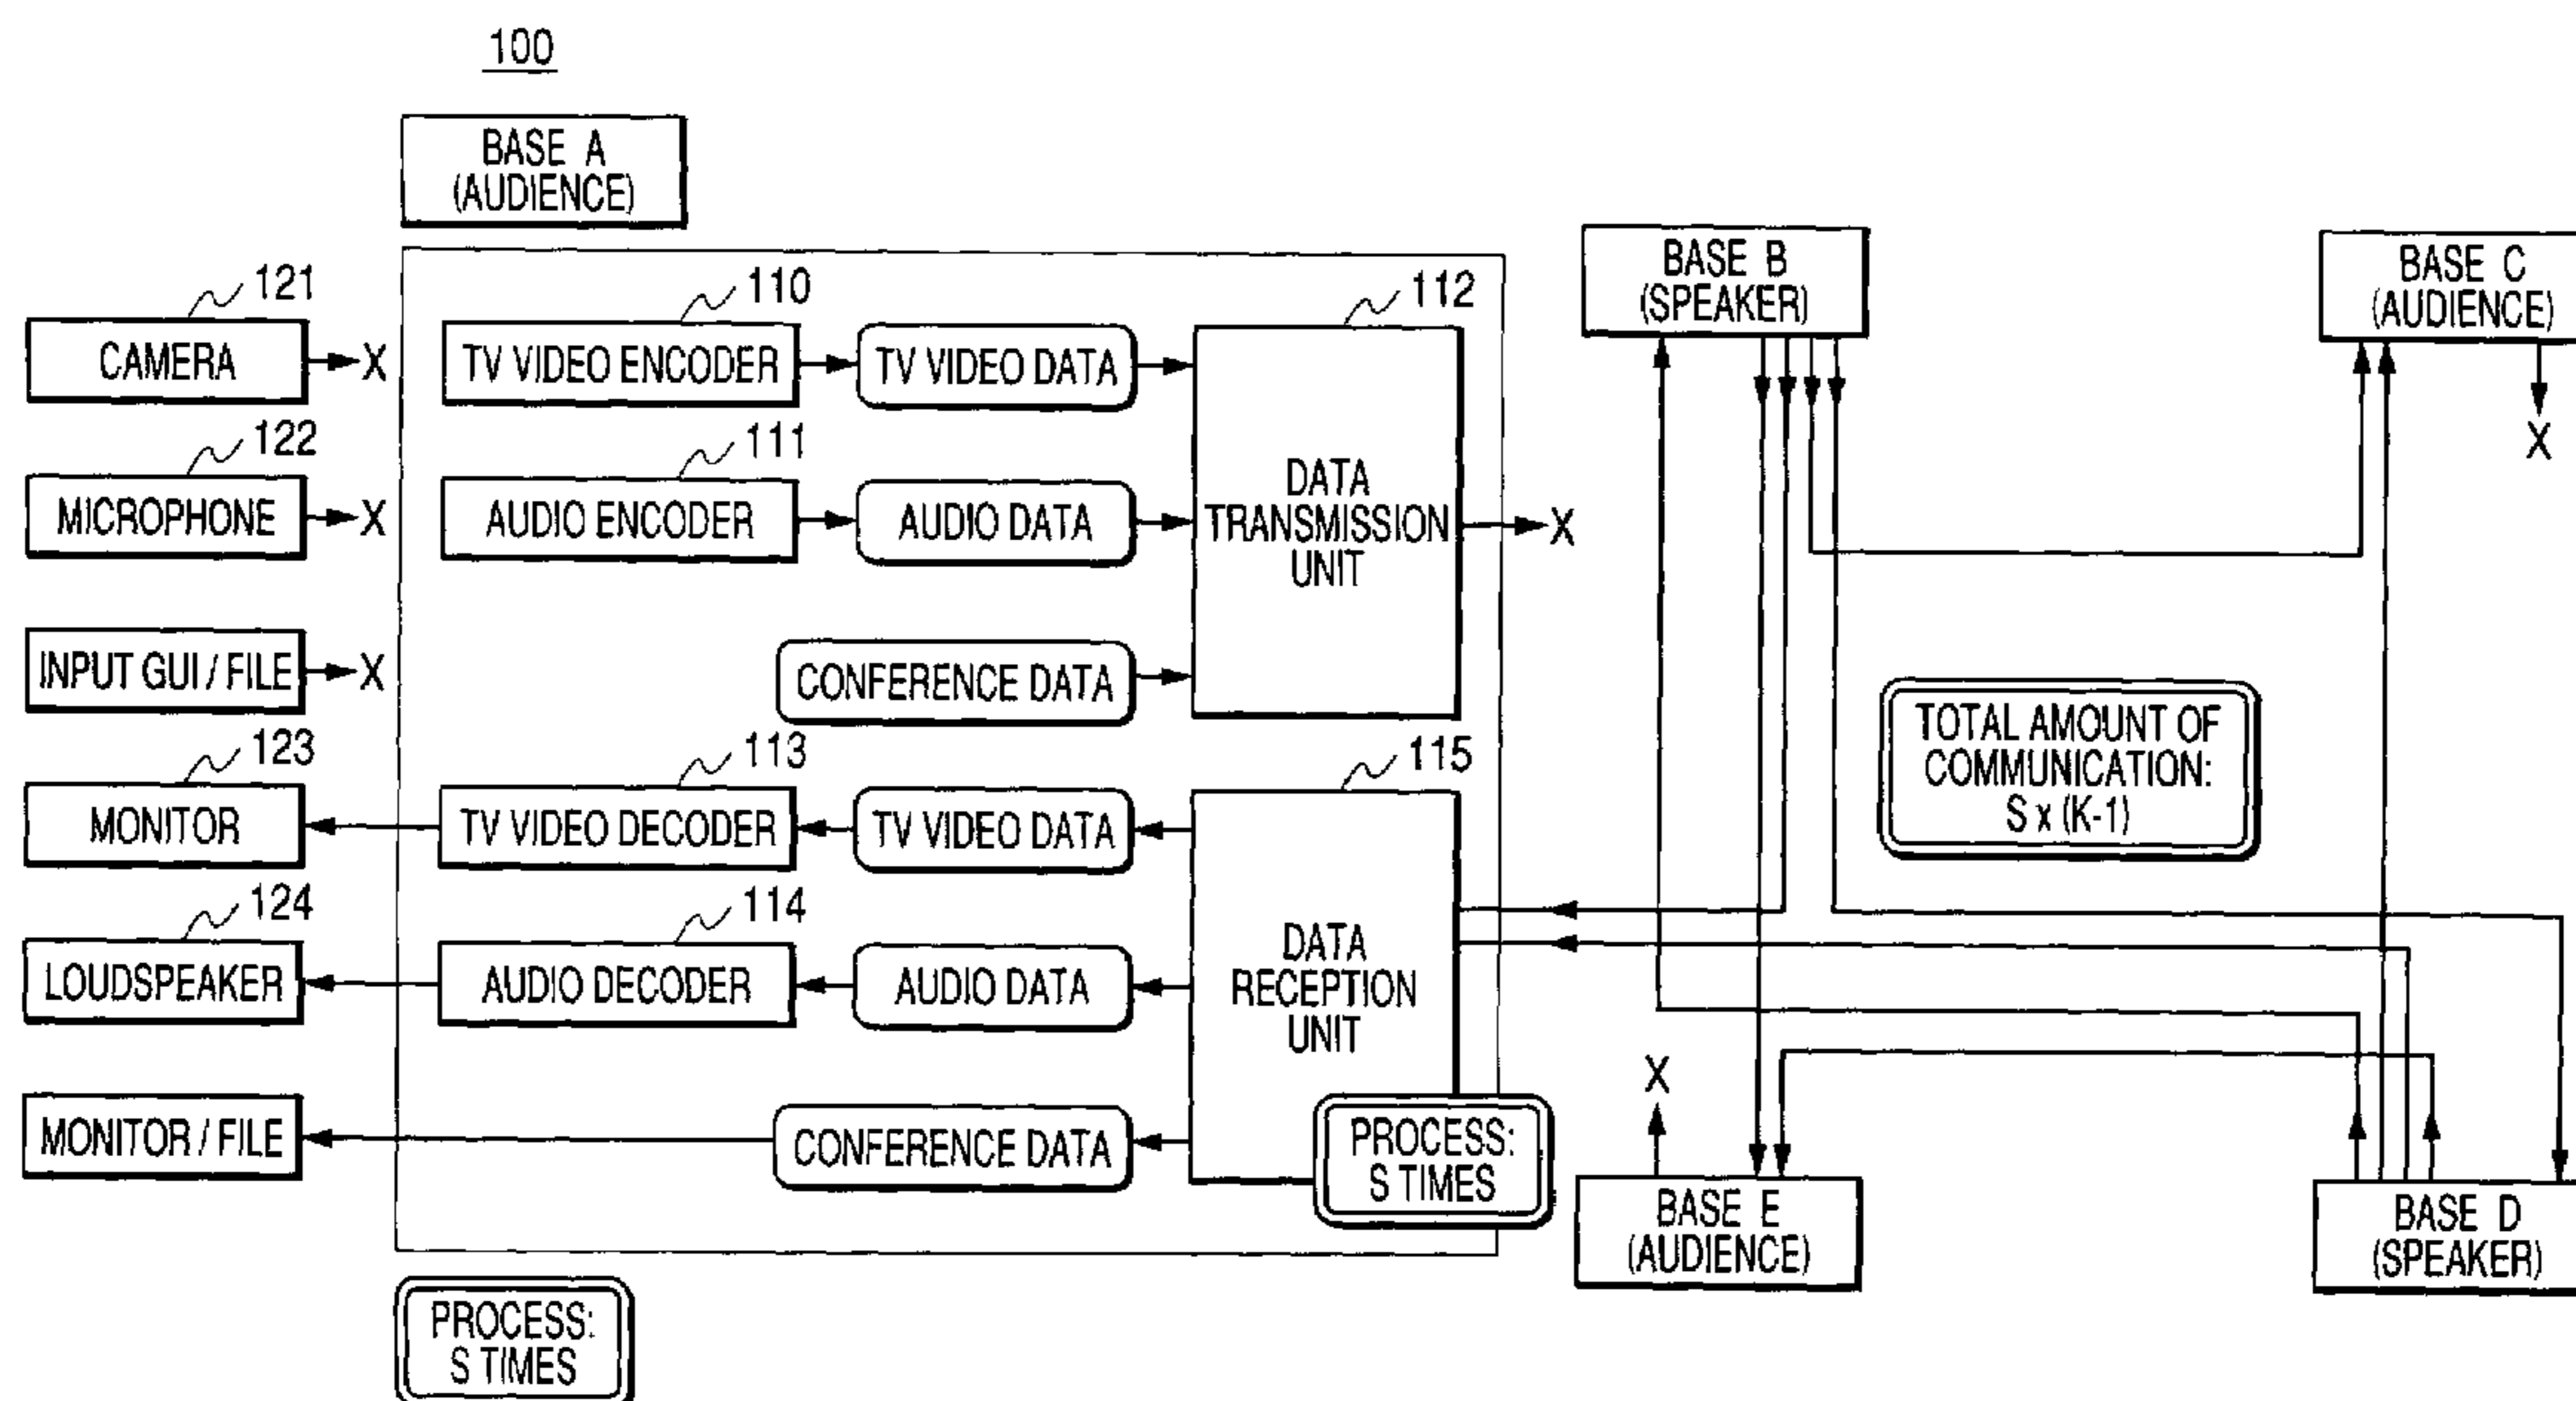 100
BASE A
(AUDIENCE)
BASE B
(SPEAKER)
BASE C
(AUDIENCE)
121
110
112
CAMERA
X
TV VIDEO ENCODER
TV VIDEO DATA
122
111
MICROPHONE
X
AUDIO ENCODER
AUDIO DATA
DATA
TRANSMISSION
UNIT
X
X
INPUT GUI / FILE
X
CONFERENCE DATA
TOTAL AMOUNT OF
COMMUNICATION:
S x (K-1)
123
113
115
MONITOR
TV VIDEO DECODER
TV VIDEO DATA
124
114
LOUDSPEAKER
AUDIO DECODER
AUDIO DATA
DATA
RECEPTION
UNIT
X
MONITOR / FILE
CONFERENCE DATA
PROCESS:
S TIMES
BASE E
(AUDIENCE)
BASE D
(SPEAKER)
PROCESS:
S TIMES